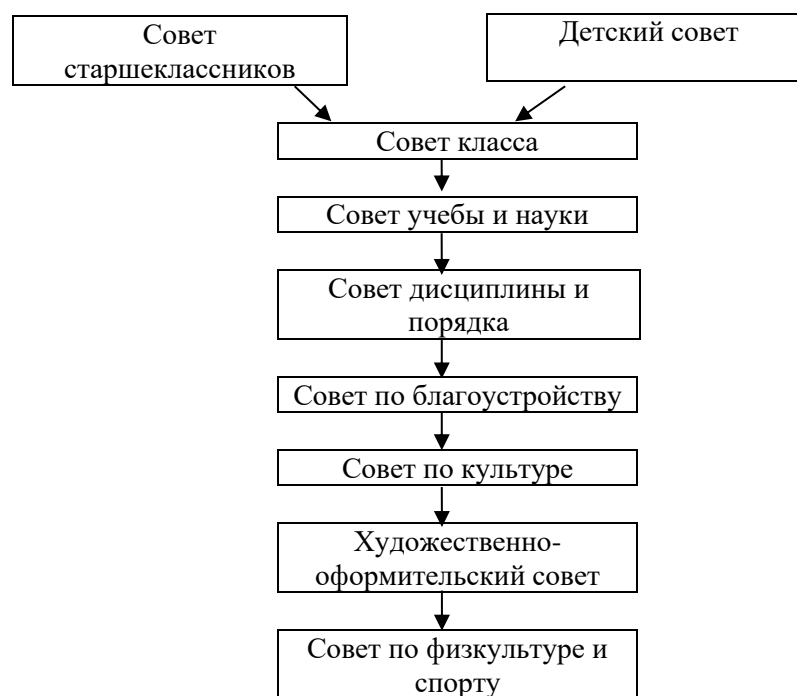 Совет
старшеклассников
Детский совет
Совет класса
Совет учебы и науки
Совет дисциплины и
порядка
Совет по благоустройству
Совет по культуре
Художественно-
оформительский совет
Совет по физкультуре и
спорту